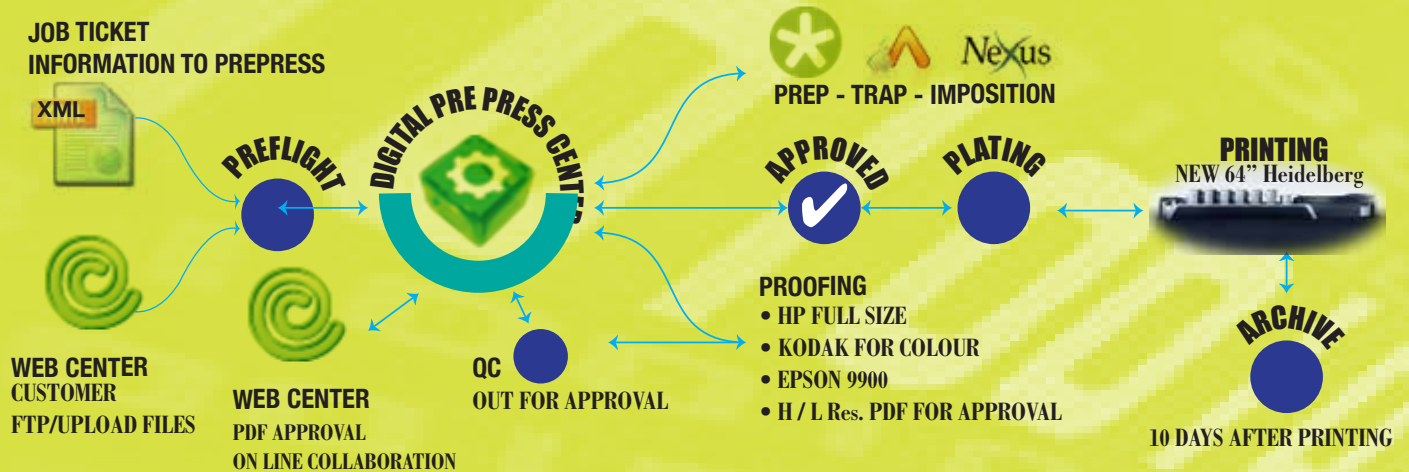 JOB TICKET
INFORMATION TO PREPRESS
XML
PREFLIGHT
DIGITAL PRE PRESS CENTER
Nexus
PREP - TRAP - IMPOSITION
APPROVED
PLATING
PRINTING
NEW 64” Heidelberg
WEB CENTER
CUSTOMER
FTP/UPLOAD FILES
WEB CENTER
PDF APPROVAL
ON LINE COLLABORATION
QC
OUT FOR APPROVAL
PROOFING
• HP FULL SIZE
• KODAK FOR COLOUR
• EPSON 9900
• H / L Res. PDF FOR APPROVAL
ARCHIVE
10 DAYS AFTER PRINTING